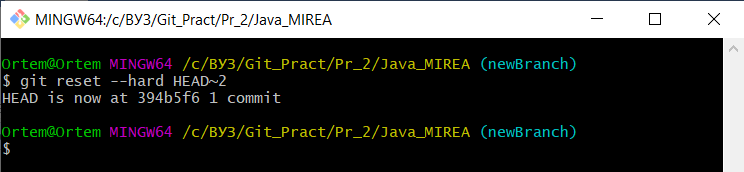 MINGW64:/c/ВУЗ/Git_Pract/Pr_2/Java_MIREA
Ortem@Ortem MINGW64 /c/ВУЗ/Git_Pract/Pr_2/Java_MIREA (newBranch)
$ git reset --hard HEAD~2
HEAD is now at 394b5f6 1 commit
Ortem@Ortem MINGW64 /c/ВУЗ/Git_Pract/Pr_2/Java_MIREA (newBranch)
$